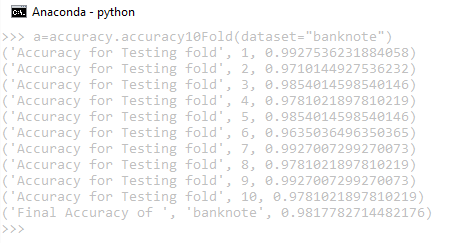 Anaconda - python
>>> a=accuracy.accuracy10Fold(dataset="banknote")
('Accuracy for Testing fold', 1, 0.9927536231884058)
('Accuracy for Testing fold', 2, 0.9710144927536232)
('Accuracy for Testing fold', 3, 0.9854014598540146)
('Accuracy for Testing fold', 4, 0.9781021897810219)
('Accuracy for Testing fold', 5, 0.9854014598540146)
('Accuracy for Testing fold', 6, 0.9635036496350365)
('Accuracy for Testing fold', 7, 0.9927007299270073)
('Accuracy for Testing fold', 8, 0.9781021897810219)
('Accuracy for Testing fold', 9, 0.9927007299270073)
('Accuracy for Testing fold', 10, 0.9781021897810219)
('Final Accuracy of ', 'banknote', 0.9817782714482176)
>>>